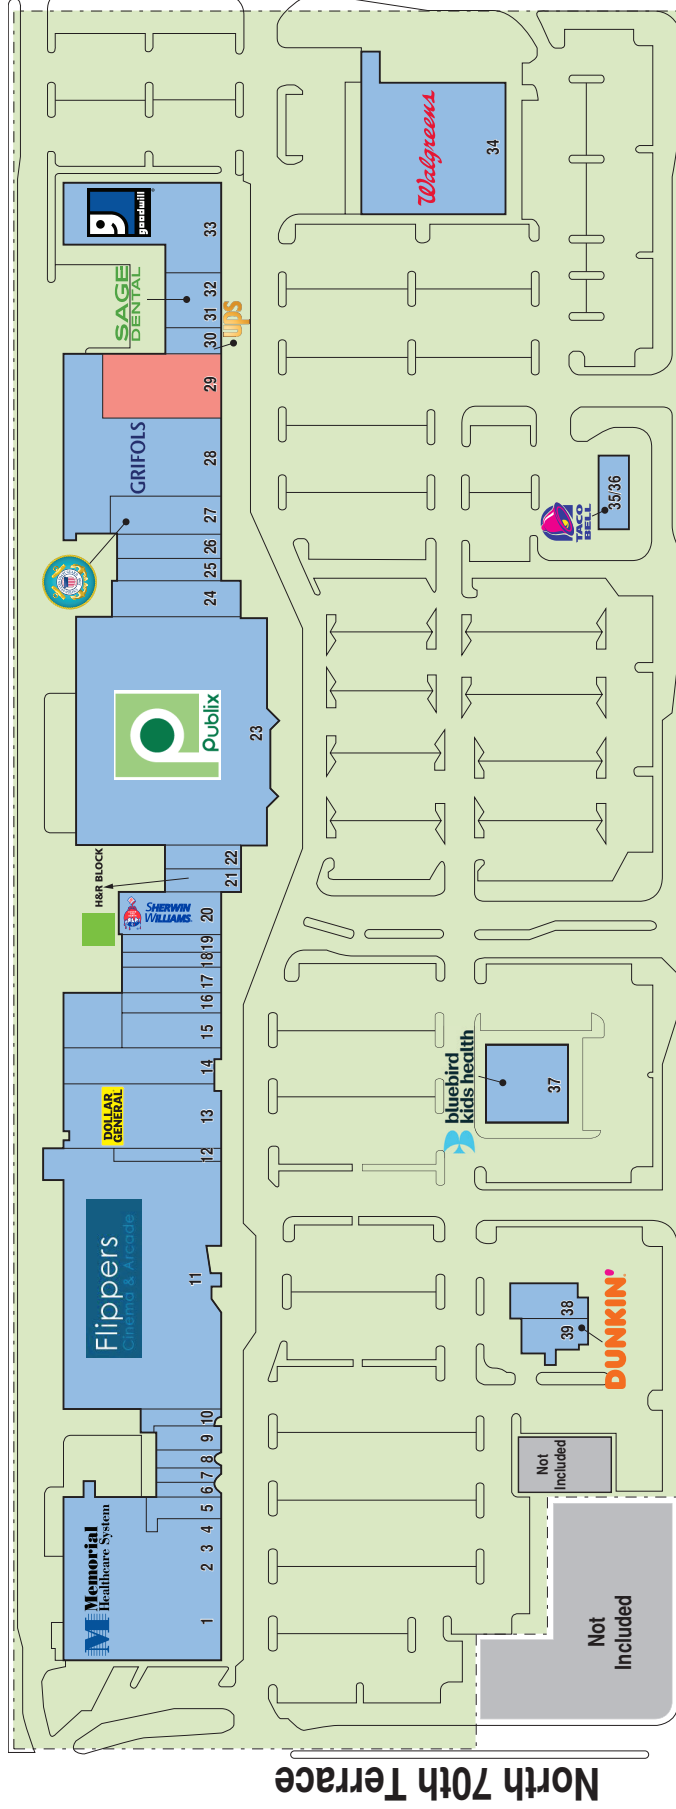 Memorial
Healthcare System
1
2
3
4
5
6
7
8
9
10
Flippers
Cinema & Arcade
11
12
DOLLAR
GENERAL
13
14
15
16
17
18
19
SHERWIN
WILLIAMS.
20
H&R BLOCK
21
22
Publix
23
24
25
26
27
GRIFOLS
28
29
30
ups
31
32
SAGE
DENTAL
goodwill
33
Walgreens
34
TACO
BELL
35/36
bluebird
kids health
37
38
39
DUNKIN'
Not
Included
Not
Included
North 70th Terrace